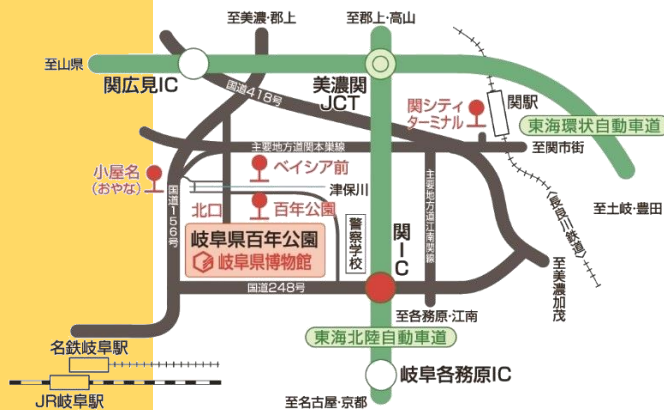 至美濃・郡上
至郡上・高山
至山県
関広見IC
国道418号
美濃関
JCT
関シティ
ターミナル
関駅
東海環状自動車道
主要地方道関本巣線
至関市街
小屋名
(おやな)
ベイシア前
津保川
国道156号
北口
百年公園
警察学校
主要地方道江南関線
〈長良川鉄道〉
至土岐・豊田
岐阜県百年公園
岐阜県博物館
関IC
国道248号
至美濃加茂
至各務原・江南
東海北陸自動車道
名鉄岐阜駅
JR岐阜駅
岐阜各務原IC
至名古屋・京都